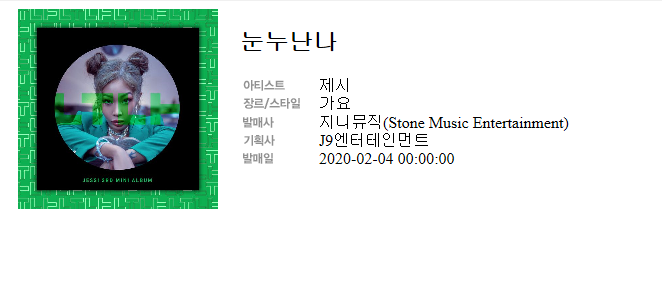 눈누난나
아티스트 제시
장르/스타일 가요
발매사 지니뮤직(Stone Music Entertainment)
기획사 J9엔터테인먼트
발매일 2020-02-04 00:00:00
JESSI 3RD MINI ALBUM